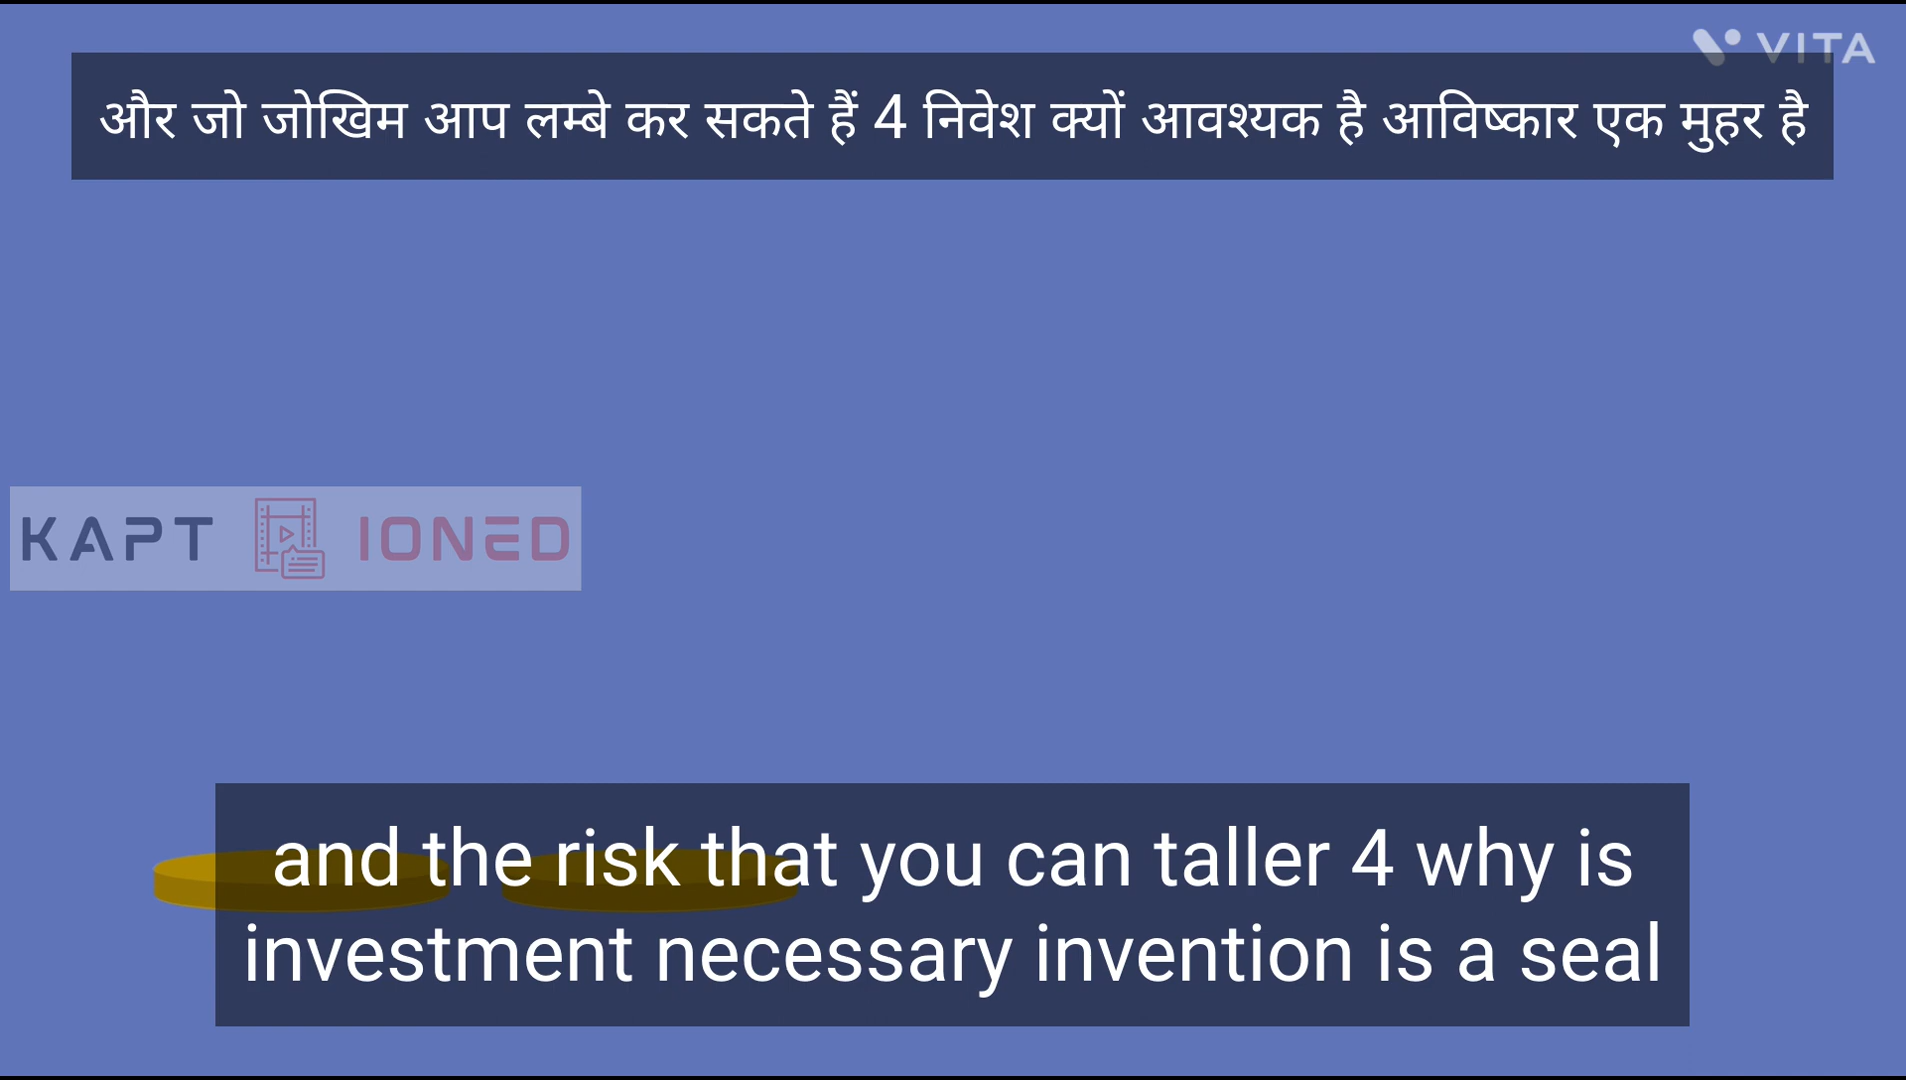 VITA
और जो जोखिम आप लम्बे कर सकते हैं 4 निवेश क्यों आवश्यक है आविष्कार एक मुहर है
KAPT IONED
and the risk that you can taller 4 why is
investment necessary invention is a seal